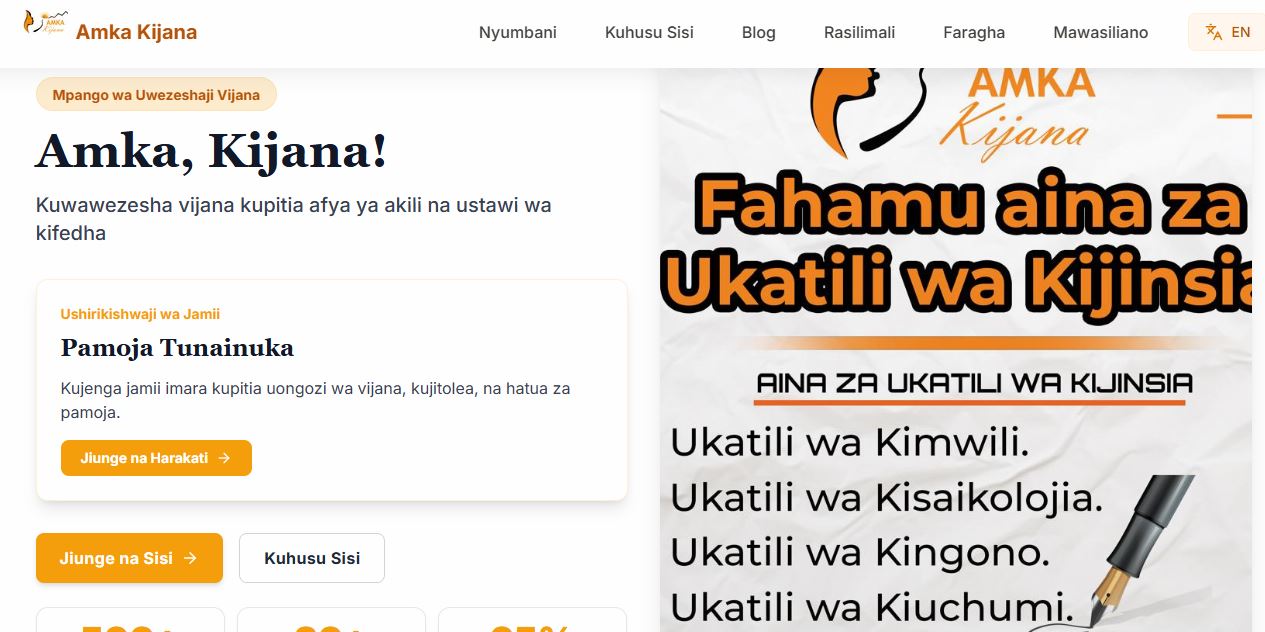 AMKA
Kijana
Amka Kijana
Nyumbani
Kuhusu Sisi
Blog
Rasilimali
Faragha
Mawasiliano
EN
Mpango wa Uwezeshaji Vijana
Amka, Kijana!
Kuwawezesha vijana kupitia afya ya akili na ustawi wa
kifedha
Ushirikishwaji wa Jamii
Pamoja Tunainuka
Kujenga jamii imara kupitia uongozi wa vijana, kujitolea, na hatua za
pamoja.
Jiunge na Harakati
Jiunge na Sisi
Kuhusu Sisi
AMKA
Kijana
Fahamu aina za
Ukatili wa Kijinsia
AINA ZA UKATILI WA KIJINSIA
Ukatili wa Kimwili.
Ukatili wa Kisaikolojia.
Ukatili wa Kingono.
Ukatili wa Kiuchumi.